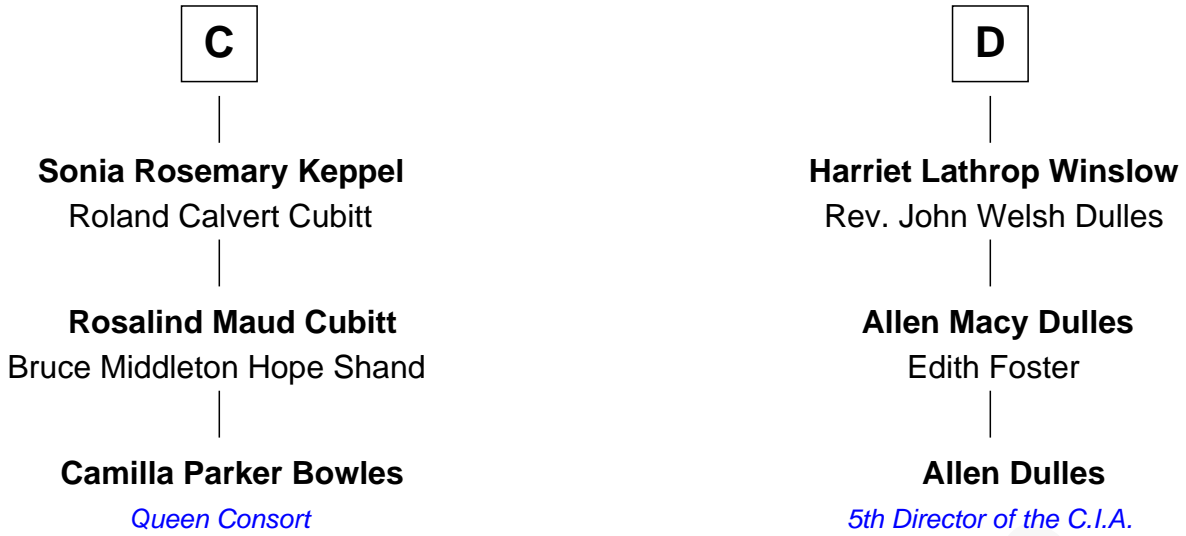 C
Sonia Rosemary Keppel
Roland Calvert Cubitt
Rosalind Maud Cubitt
Bruce Middleton Hope Shand
Camilla Parker Bowles
Queen Consort
D
Harriet Lathrop Winslow
Rev. John Welsh Dulles
Allen Macy Dulles
Edith Foster
Allen Dulles
5th Director of the C.I.A.